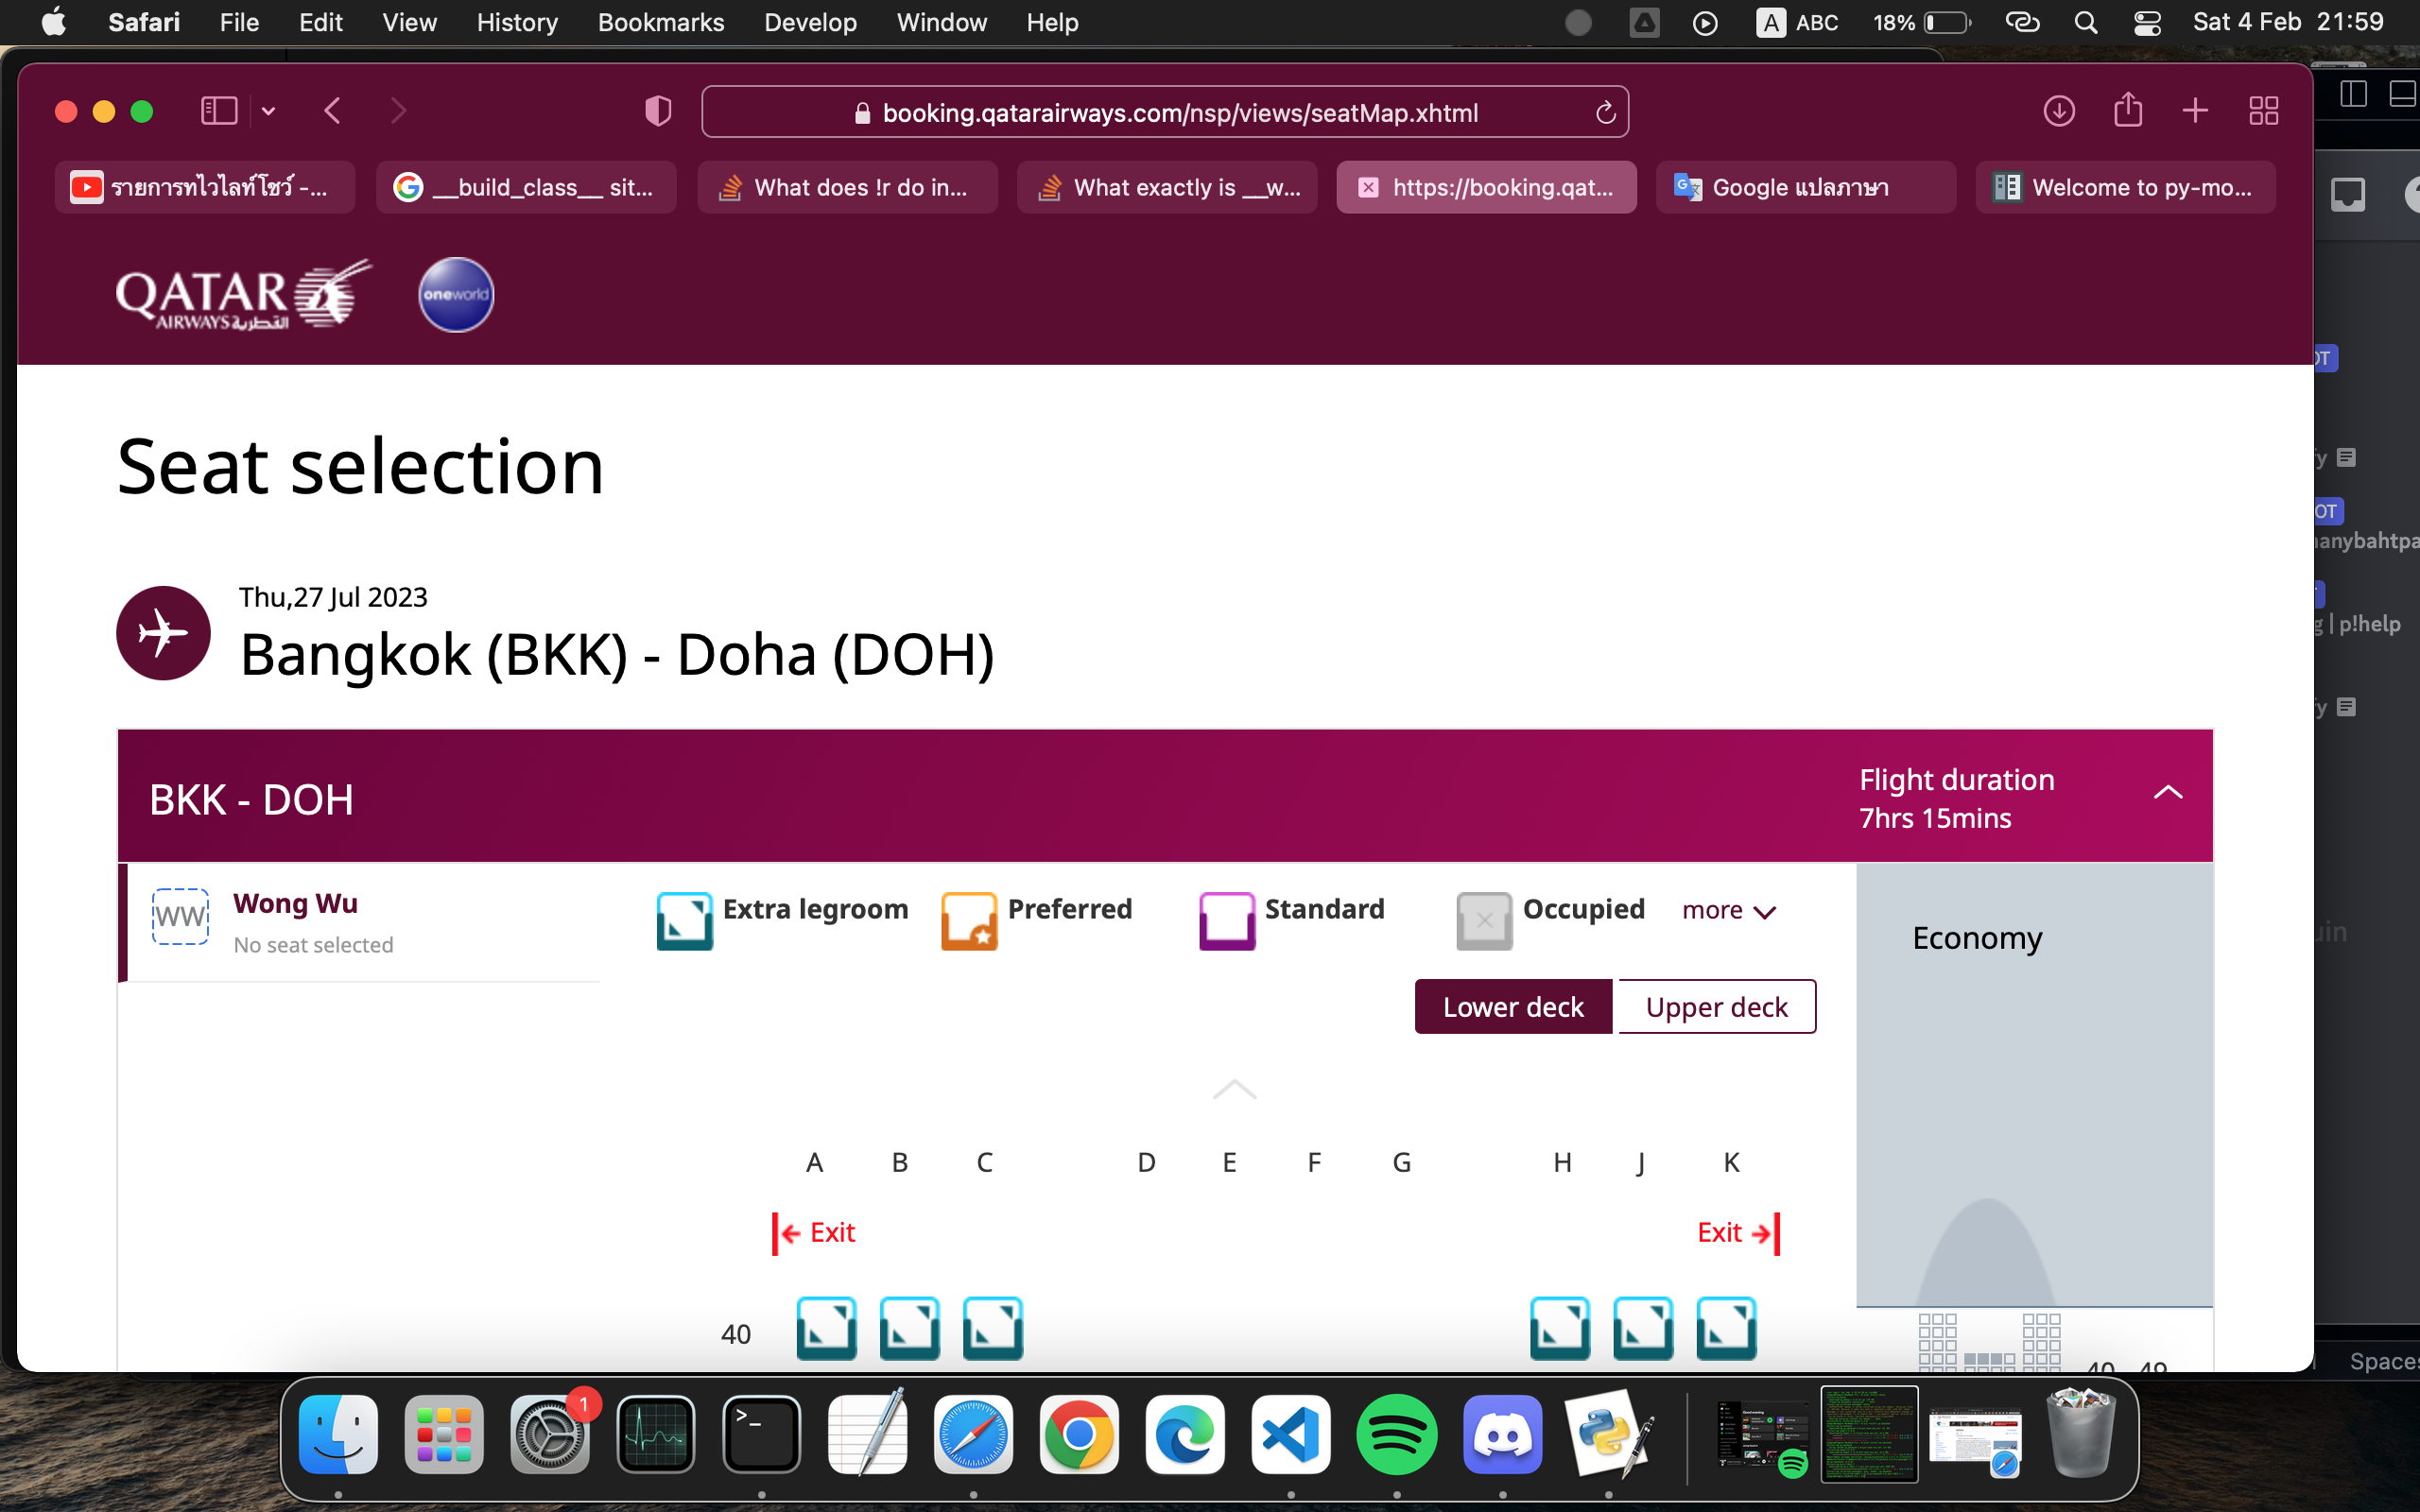 Safari File Edit View History Bookmarks Develop Window Help A ABC 18% Sat 4 Feb 21:59
booking.qatarairways.com/nsp/views/seatMap.xhtml
รายการทไวไลท์โชว์ -... __build_class__ sit... What does !r do in... What exactly is __w... https://booking.qat... Google แปลภาษา Welcome to py-mo...
QATAR
AIRWAYS القطرية
oneworld
Seat selection
Thu,27 Jul 2023
Bangkok (BKK) - Doha (DOH)
BKK - DOH
Flight duration
7hrs 15mins
WW
Wong Wu
No seat selected
Extra legroom Preferred Standard Occupied more
Economy
Lower deck Upper deck
A B C D E F G H J K
Exit Exit
40
| p!help
Spaces
1